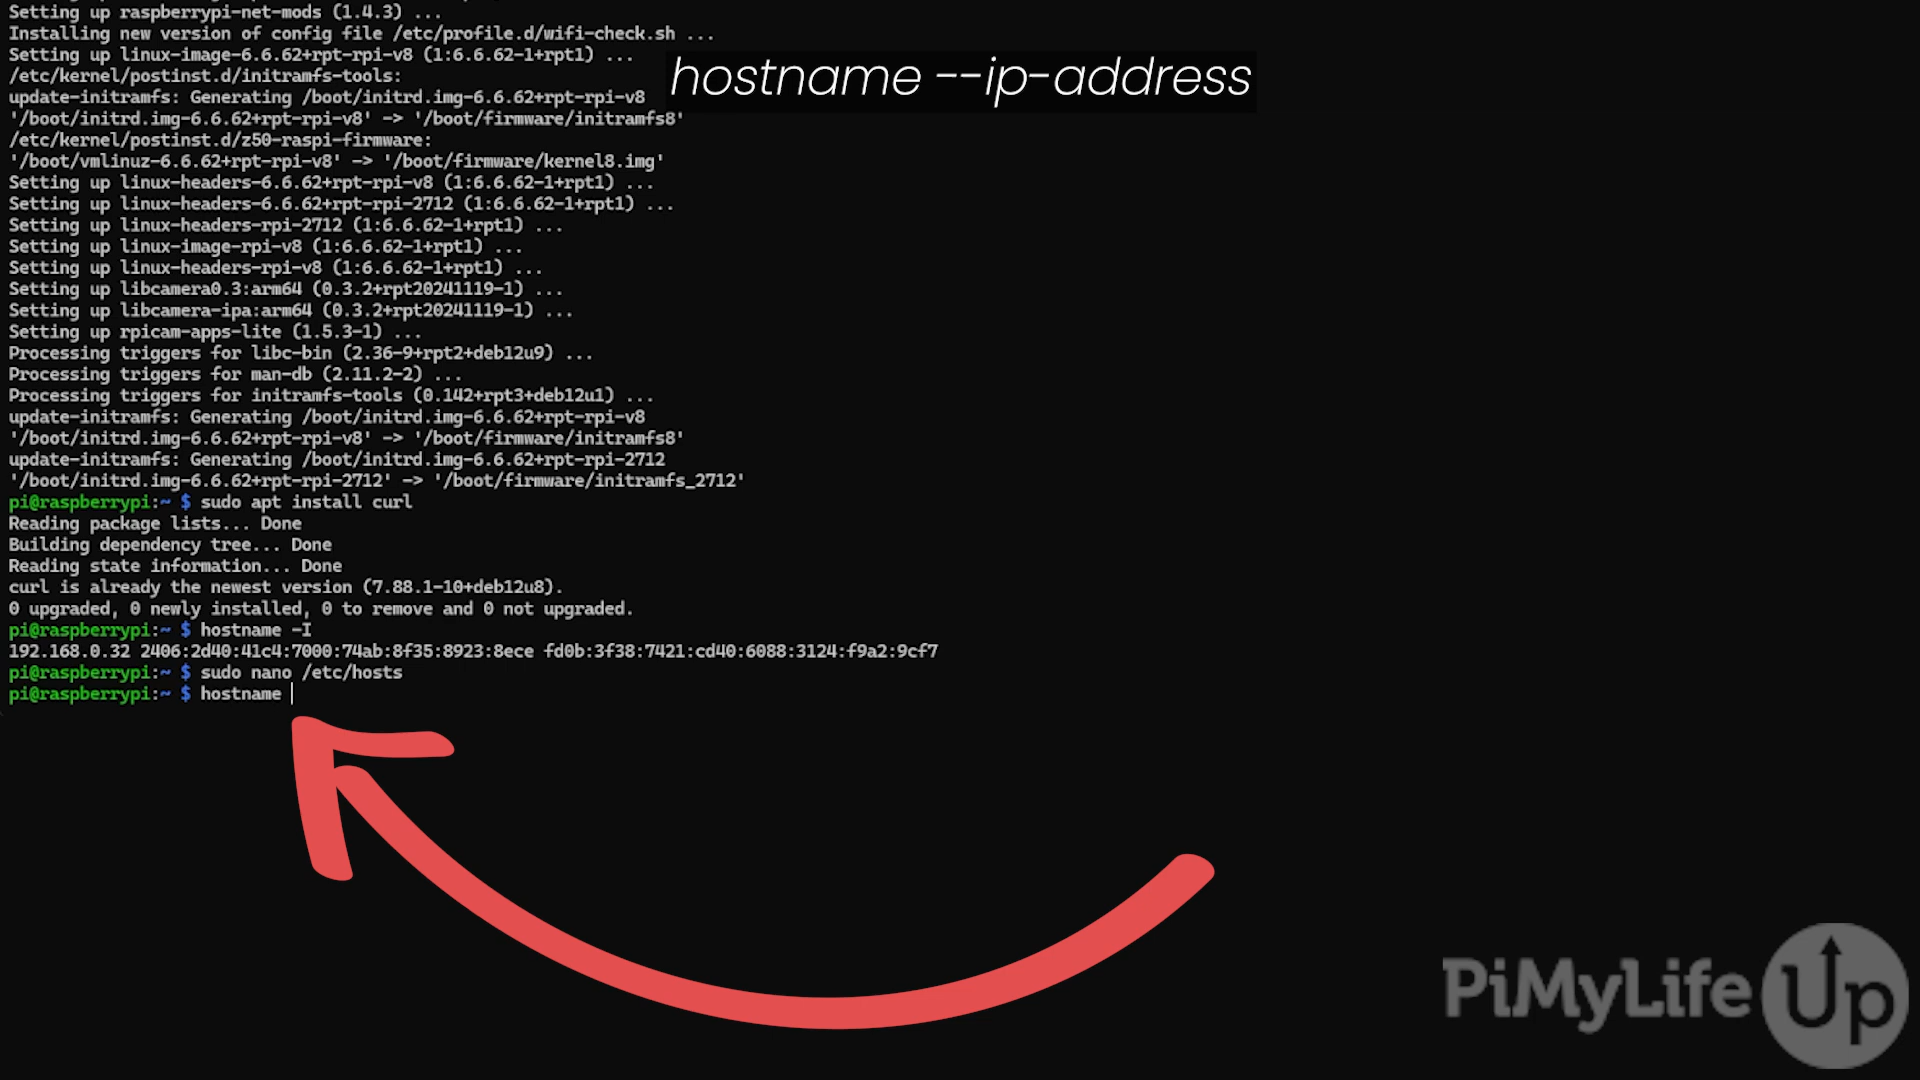 Setting up raspberrypi-net-mods (1.4.3) ...
Installing new version of config file /etc/profile.d/wifi-check.sh ...
Setting up linux-image-6.6.62+rpt-rpi-v8 (1:6.6.62-1+rpt1) ...
/etc/kernel/postinst.d/initramfs-tools:
update-initramfs: Generating /boot/initrd.img-6.6.62+rpt-rpi-v8
'/boot/initrd.img-6.6.62+rpt-rpi-v8' -> '/boot/firmware/initramfs8'
hostname --ip-address
/etc/kernel/postinst.d/z50-raspi-firmware:
'/boot/vmlinuz-6.6.62+rpt-rpi-v8' -> '/boot/firmware/kernel8.img'
Setting up linux-headers-6.6.62+rpt-rpi-v8 (1:6.6.62-1+rpt1) ...
Setting up linux-headers-6.6.62+rpt-rpi-2712 (1:6.6.62-1+rpt1) ...
Setting up linux-headers-rpi-2712 (1:6.6.62-1+rpt1) ...
Setting up linux-image-rpi-v8 (1:6.6.62-1+rpt1) ...
Setting up linux-headers-rpi-v8 (1:6.6.62-1+rpt1) ...
Setting up libcamera0.3:arm64 (0.3.2+rpt20241119-1) ...
Setting up libcamera-ipa:arm64 (0.3.2+rpt20241119-1) ...
Setting up rpicam-apps-lite (1.5.3-1) ...
Processing triggers for libc-bin (2.36-9+rpt2+deb12u9) ...
Processing triggers for man-db (2.11.2-2) ...
Processing triggers for initramfs-tools (0.142+rpt3+deb12u1) ...
update-initramfs: Generating /boot/initrd.img-6.6.62+rpt-rpi-v8
'/boot/initrd.img-6.6.62+rpt-rpi-v8' -> '/boot/firmware/initramfs8'
update-initramfs: Generating /boot/initrd.img-6.6.62+rpt-rpi-2712
'/boot/initrd.img-6.6.62+rpt-rpi-2712' -> '/boot/firmware/initramfs_2712'
pi@raspberrypi:~ $ sudo apt install curl
Reading package lists... Done
Building dependency tree... Done
Reading state information... Done
curl is already the newest version (7.88.1-10+deb12u8).
0 upgraded, 0 newly installed, 0 to remove and 0 not upgraded.
pi@raspberrypi:~ $ hostname -I
192.168.0.32 2406:2d40:41c4:7000:74ab:8f35:8923:8ece fd0b:3f38:7421:cd40:6088:3124:f9a2:9cf7
pi@raspberrypi:~ $ sudo nano /etc/hosts
pi@raspberrypi:~ $ hostname
PiMyLifeUp